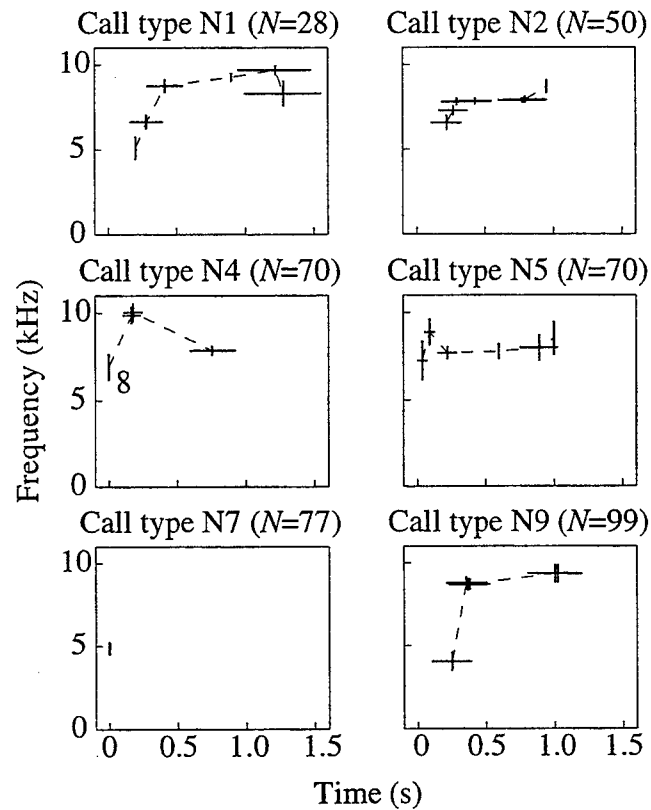 Call type N1 (N=28)
Call type N2 (N=50)
10
5
0
Call type N4 (N=70)
Call type N5 (N=70)
10
5
0
8
Frequency (kHz)
Call type N7 (N=77)
Call type N9 (N=99)
10
5
0
0 0.5 1.0 1.5
0 0.5 1.0 1.5
Time (s)